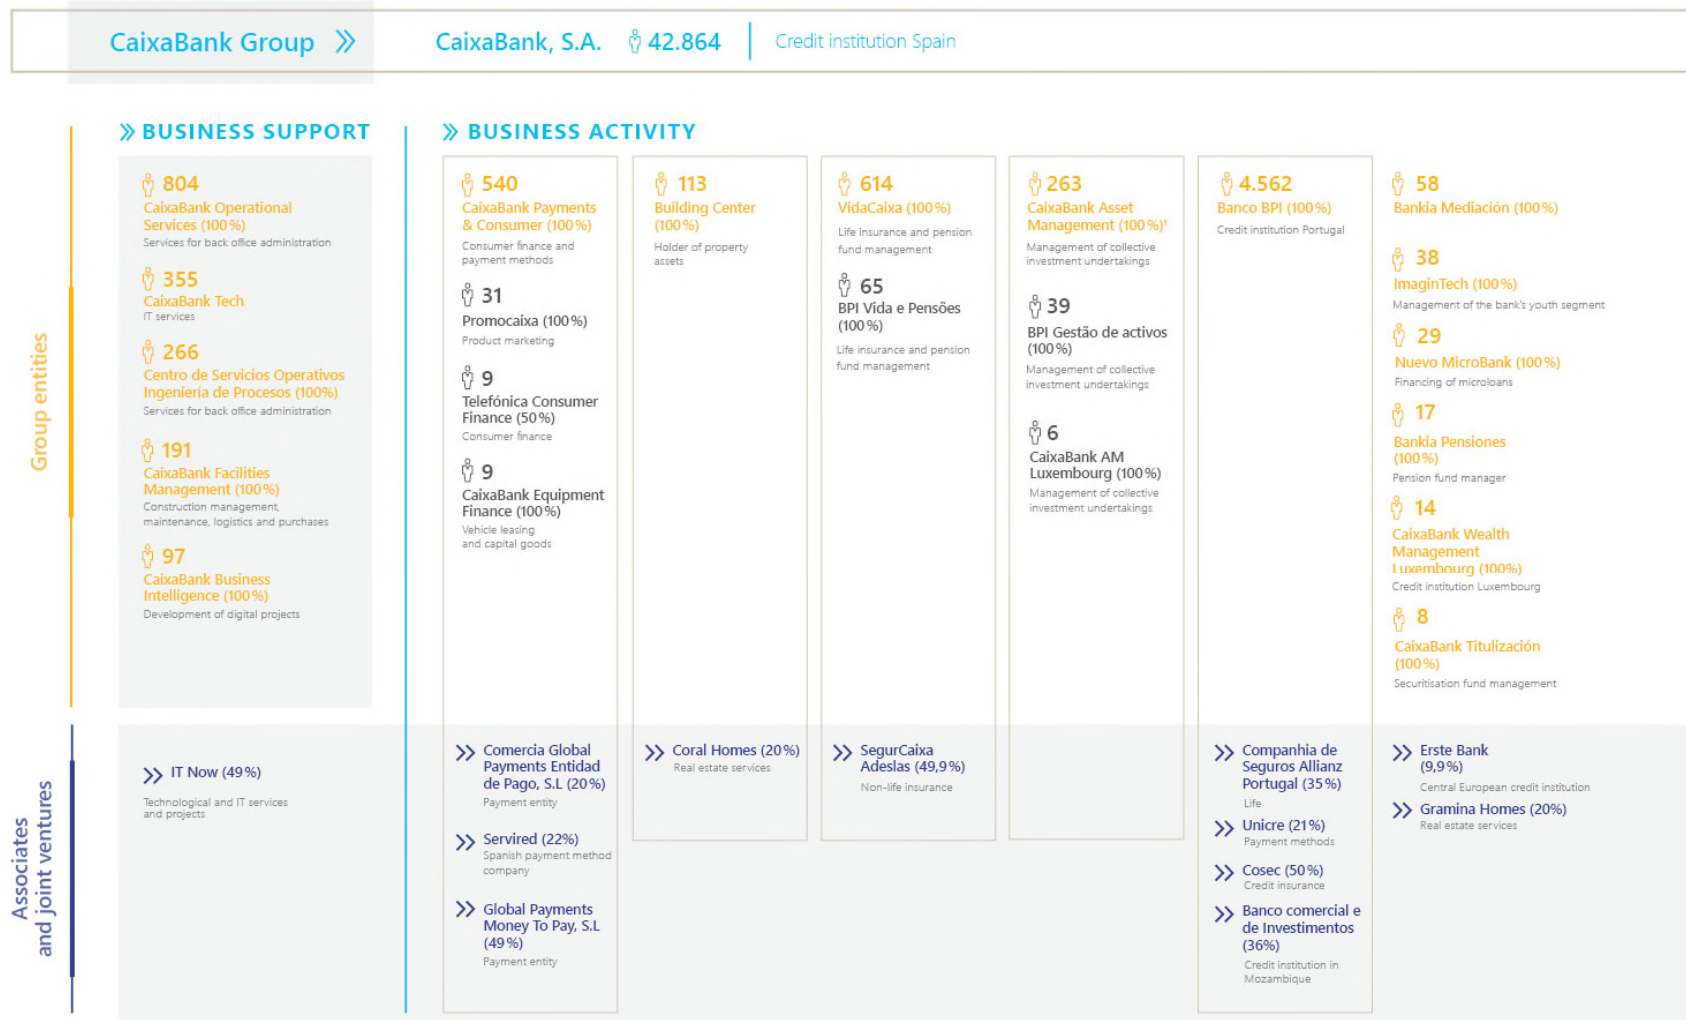 CaixaBank Group
CaixaBank, S.A. 42.864
Credit institution Spain
BUSINESS SUPPORT
BUSINESS ACTIVITY
Group entities
804
CaixaBank Operational
Services (100%)
Services for back office administration
355
CaixaBank Tech
IT services
266
Centro de Servicios Operativos
Ingeniería de Procesos (100%)
Services for back office administration
191
CaixaBank Facilities
Management (100%)
Construction management,
maintenance, logistics and purchases
97
CaixaBank Business
Intelligence (100%)
Development of digital projects
540
CaixaBank Payments
& Consumer (100%)
Consumer finance and
payment methods
31
Promocaixa (100%)
Product marketing
9
Telefónica Consumer
Finance (50%)
Consumer finance
9
CaixaBank Equipment
Finance (100%)
Vehicle leasing
and capital goods
113
Building Center
(100%)
Holder of property
assets
614
VidaCaixa (100%)
Life insurance and pension
fund management
65
BPI Vida e Pensões
(100%)
Life insurance and pension
fund management
263
CaixaBank Asset
Management (100%)¹
Management of collective
investment undertakings
39
BPI Gestão de activos
(100%)
Management of collective
investment undertakings
6
CaixaBank AM
Luxembourg (100%)
Management of collective
investment undertakings
4.562
Banco BPI (100%)
Credit institution Portugal
58
Bankia Mediación (100%)
38
ImaginTech (100%)
Management of the bank's youth segment
29
Nuevo MicroBank (100%)
Financing of microloans
17
Bankia Pensiones
(100%)
Pension fund manager
14
CaixaBank Wealth
Management
Luxembourg (100%)
Credit institution Luxembourg
8
CaixaBank Titulización
(100%)
Securitisation fund management
Associates
and joint ventures
IT Now (49%)
Technological and IT services
and projects
Comercia Global
Payments Entidad
de Pago, S.L (20%)
Payment entity
Servired (22%)
Spanish payment method
company
Global Payments
Money To Pay, S.L
(49%)
Payment entity
Coral Homes (20%)
Real estate services
SegurCaixa
Adeslas (49,9%)
Non-life insurance
Companhia de
Seguros Allianz
Portugal (35%)
Life
Unicre (21%)
Payment methods
Cosec (50%)
Credit insurance
Banco comercial e
de Investimentos
(36%)
Credit institution in
Mozambique
Erste Bank
(9,9%)
Central European credit institution
Gramina Homes (20%)
Real estate services